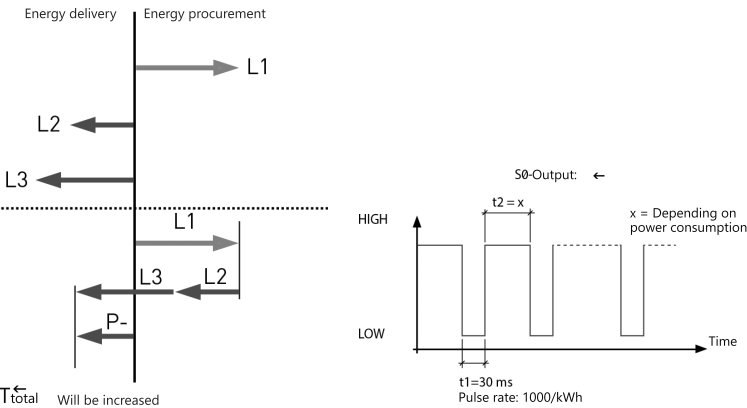 Energy delivery
Energy procurement
L1
L2
L3
L1
L3
L2
P-
T←total Will be increased
S0-Output: ←
t2 = x
HIGH
x = Depending on
power consumption
LOW
Time
t1=30 ms
Pulse rate: 1000/kWh